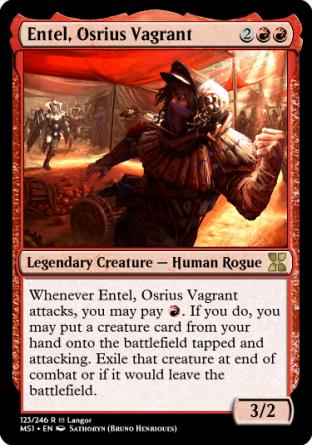 Entel, Osrius Vagrant 2
Legendary Creature — Human Rogue
Whenever Entel, Osrius Vagrant
attacks, you may pay . If you do, you
may put a creature card from your
hand onto the battlefield tapped and
attacking. Exile that creature at end of
combat or if it would leave the
battlefield.
3/2
123/246 R Langor
MS1 • EN SATHORYN (BRUNO HENRIQUES)